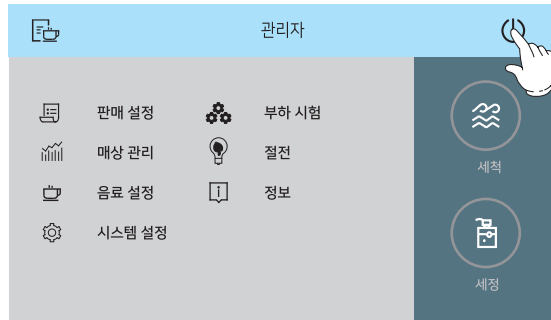 관리자
판매 설정
부하 시험
매상 관리
절전
음료 설정
정보
시스템 설정
세척
세정